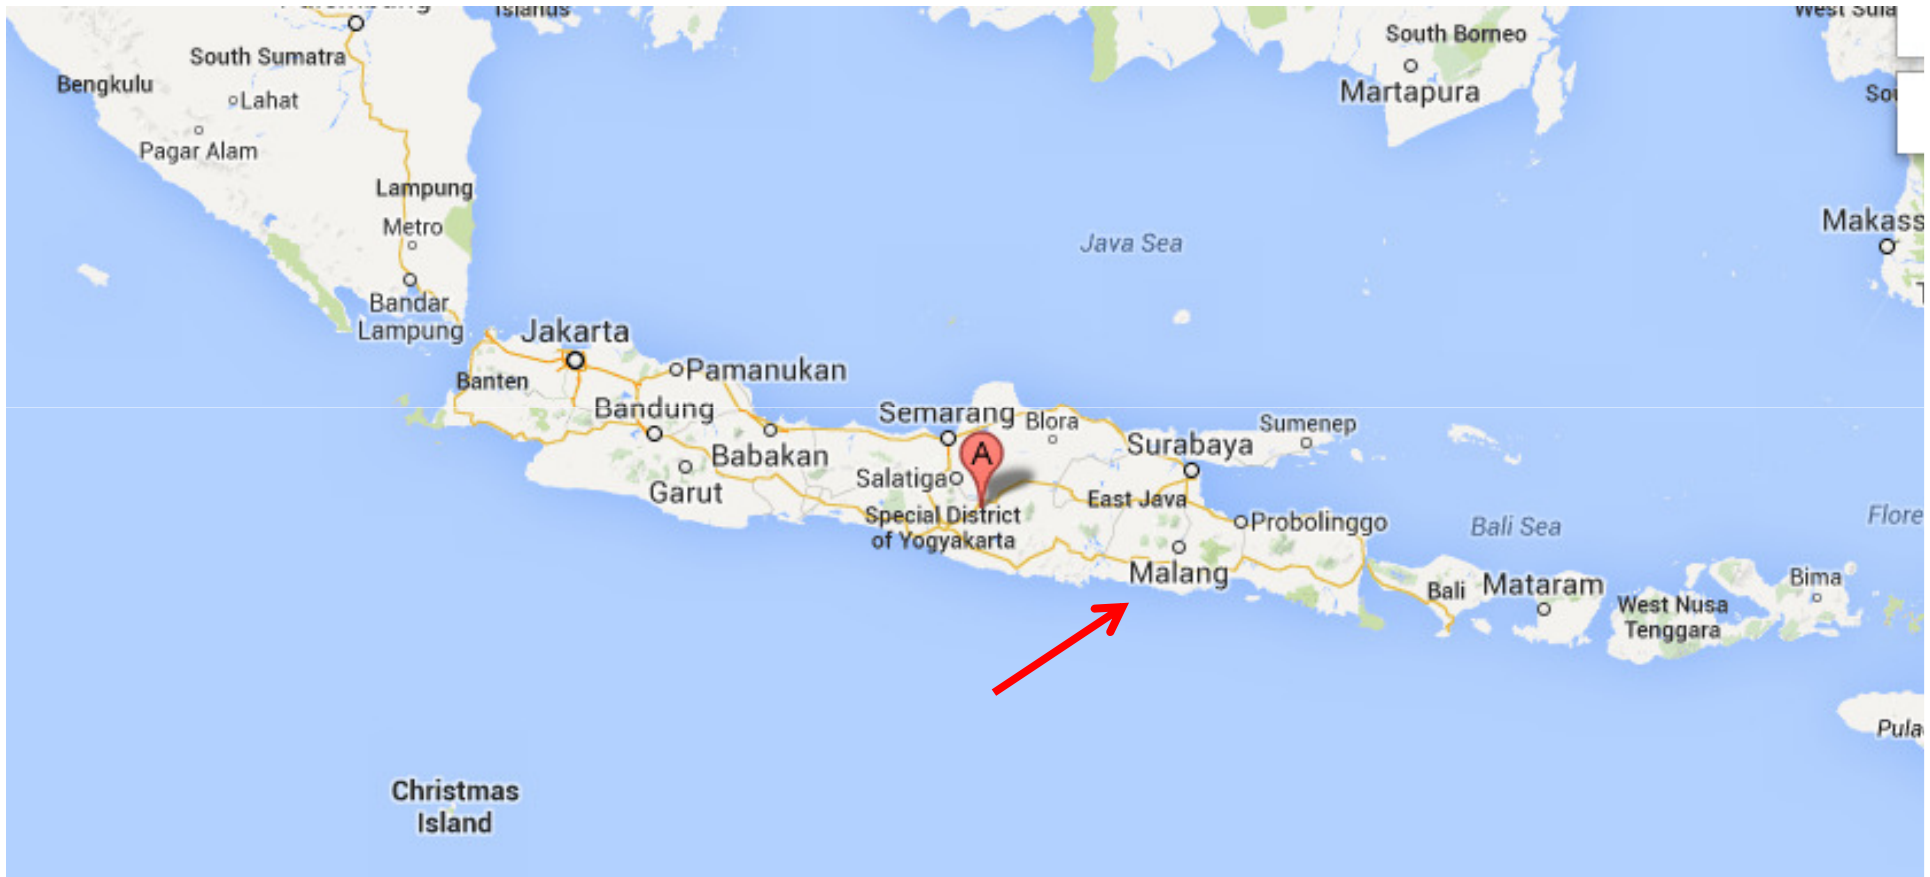 South Sumatra
Bengkulu
Lahat
Pagar Alam
Lampung
Metro
Bandar
Lampung
South Borneo
Martapura
Java Sea
Jakarta
Pamanukan
Banten
Bandung
Babakan
Garut
Semarang
Blora
A
Salatiga
Surabaya
Sumenep
East Java
Special District
of Yogyakarta
Probolinggo
Malang
Bali Sea
Bali
Mataram
West Nusa
Tenggara
Bima
Makass
Flore
Pula
Christmas
Island